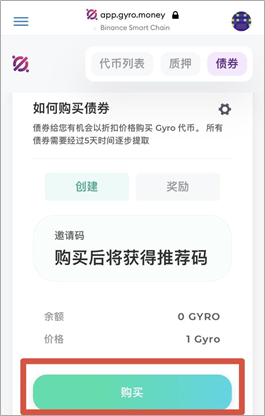 app.gyro.money
Binance Smart Chain
代币列表 质押 债券
如何购买债券
债券给您有机会以折扣价格购买 Gyro 代币。 所有
债券需要经过5天时间逐步提取
创建 奖励
邀请码
购买后将获得推荐码
余额 0 GYRO
价格 1 Gyro
购买